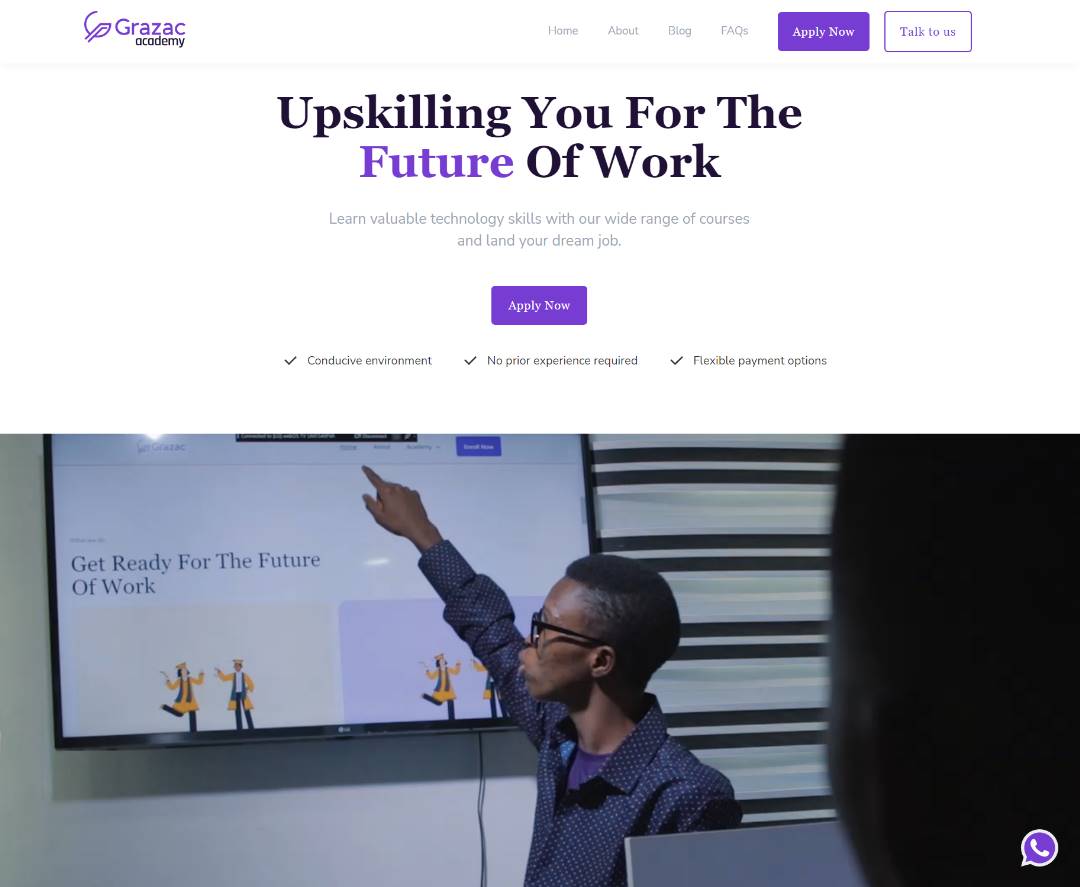 Grazac
academy
Home
About
Blog
FAQs
Apply Now
Talk to us
Upskilling You For The
Future Of Work
Learn valuable technology skills with our wide range of courses
and land your dream job.
Apply Now
Conducive environment
No prior experience required
Flexible payment options
Grazac
Home
About
Academy
Enroll Now
Get Ready For The Future
Of Work
LG